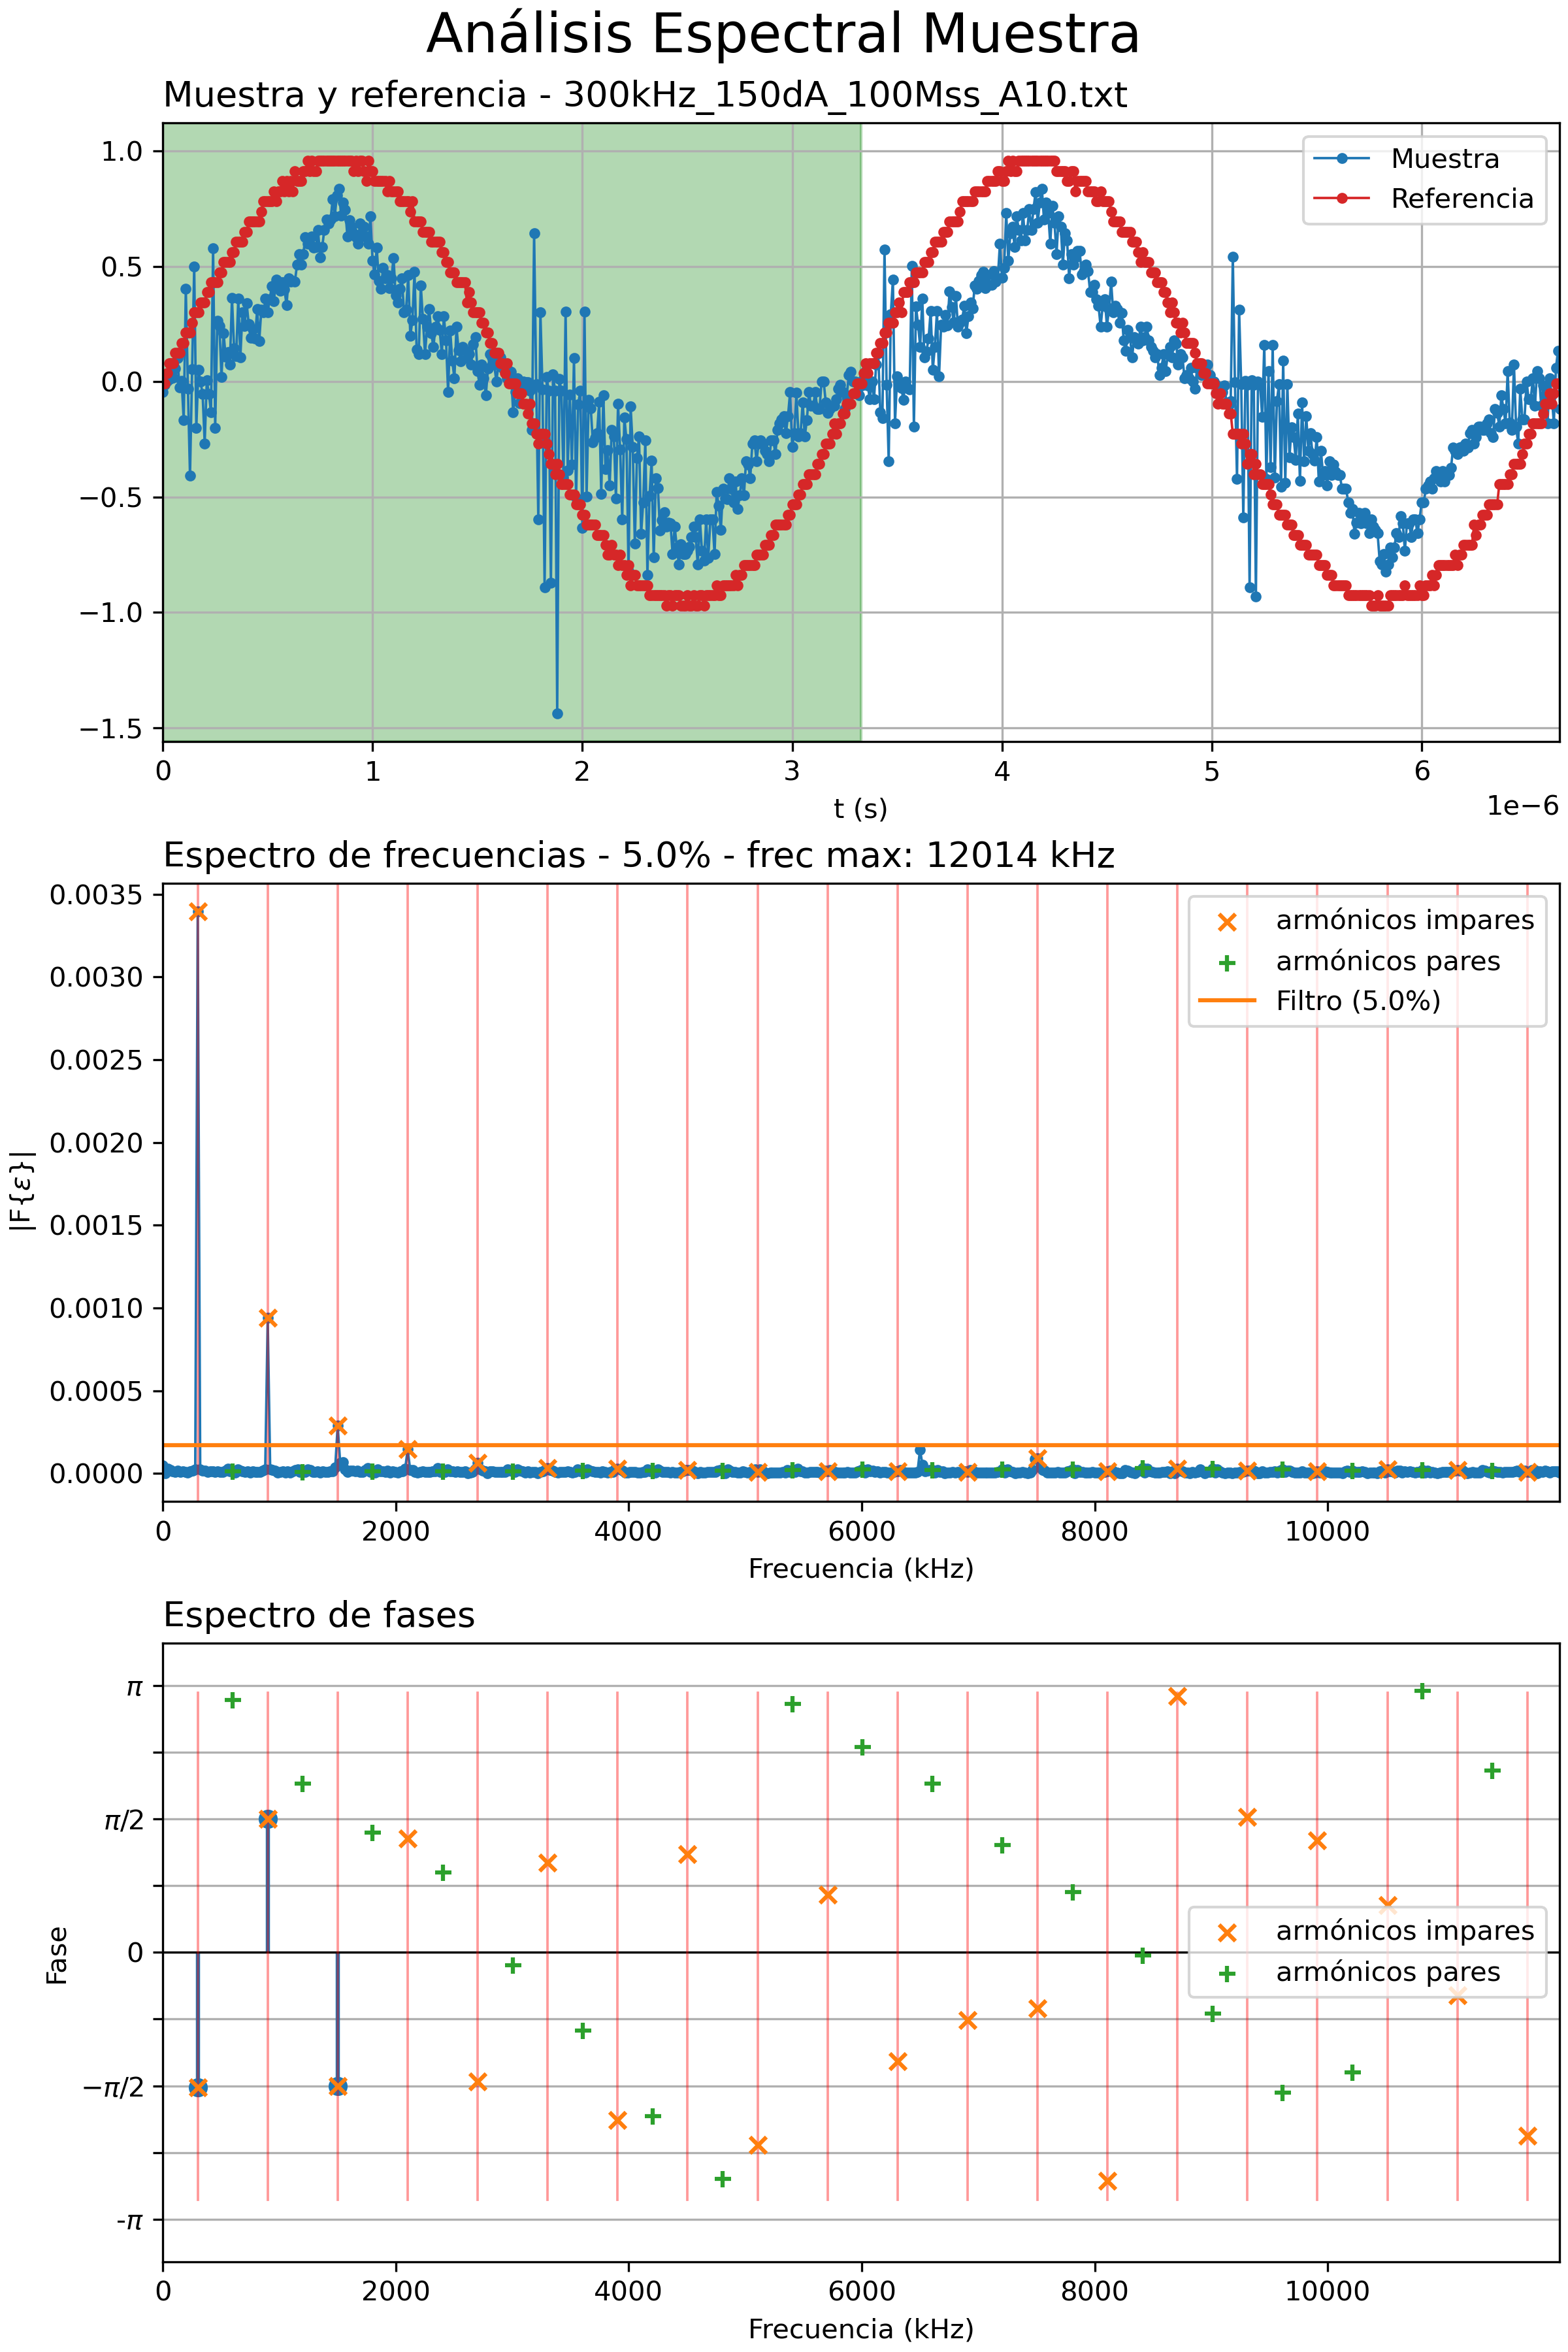 Análisis Espectral Muestra
Muestra y referencia - 300kHz_150dA_100Mss_A10.txt
1.0
0.5
0.0
−0.5
−1.0
−1.5
Muestra
Referencia
0 1 2 3 4 5 6
t (s)
1e−6
Espectro de frecuencias - 5.0% - frec max: 12014 kHz
0.0035
0.0030
0.0025
0.0020
0.0015
0.0010
0.0005
0.0000
|F{ε}|
armónicos impares
armónicos pares
Filtro (5.0%)
0 2000 4000 6000 8000 10000
Frecuencia (kHz)
Espectro de fases
π
π/2
0
−π/2
-π
Fase
armónicos impares
armónicos pares
0 2000 4000 6000 8000 10000
Frecuencia (kHz)